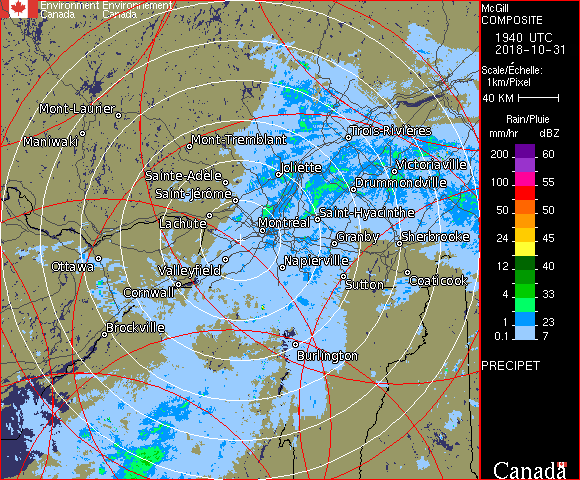 Environment Environnement
Canada Canada
McGill
COMPOSITE
1940 UTC
2018-10-31
Scale/Échelle:
1km/Pixel
40 KM
Rain/Pluie
mm/hr dBZ
200 60
100 55
50 50
45
24 30
12 40
4 33
1 23
0.1 7
PRECIPET
Canada
Mont-Laurier
Maniwaki
Mont-Tremblant
Trois-Rivières
Sainte-Adèle
Joliette
Victoriaville
Saint-Jérôme
Drummondville
Lachute
Saint-Hyacinthe
Montréal
Granby
Sherbrooke
Ottawa
Valleyfield
Napierville
Cornwall
Sutton
Coaticook
Brockville
Burlington